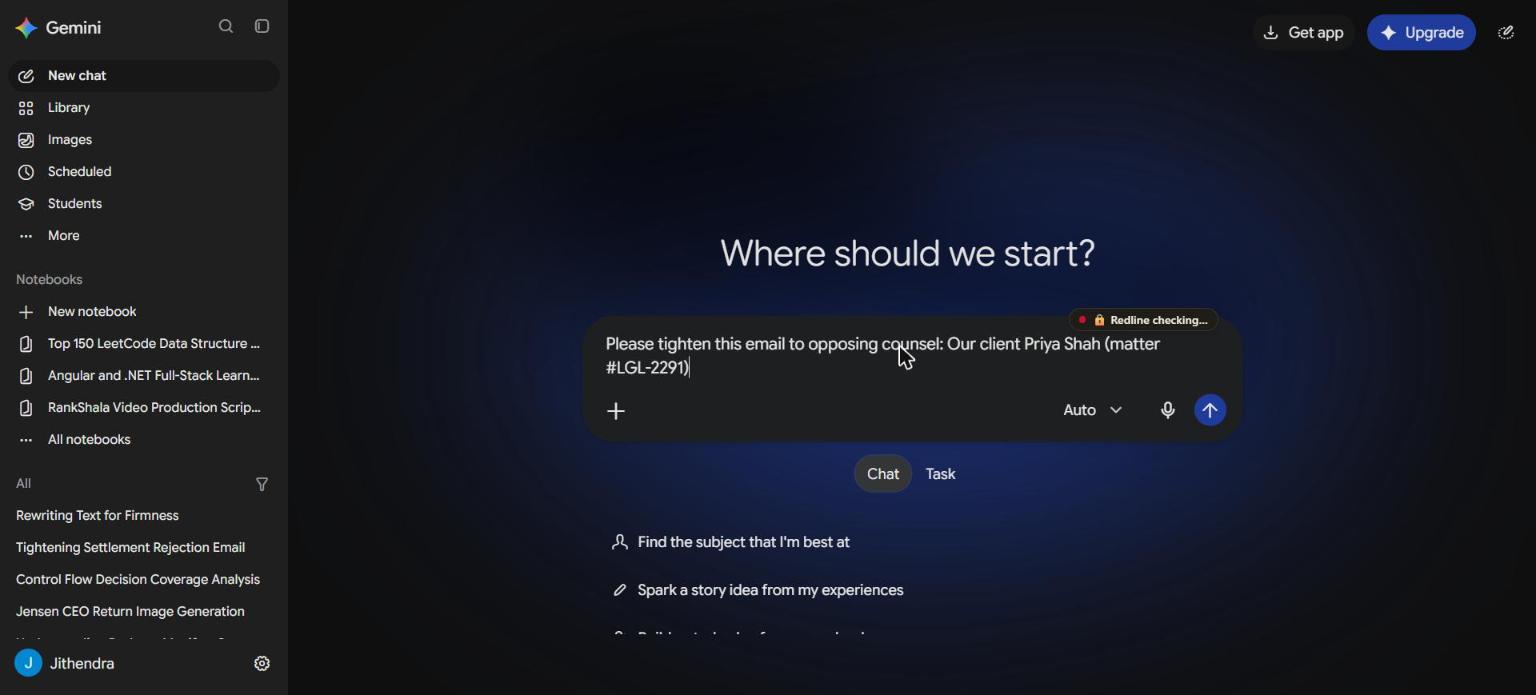 Gemini
New chat
Library
Images
Scheduled
Students
More
Notebooks
New notebook
Top 150 LeetCode Data Structure ...
Angular and .NET Full-Stack Learn...
RankShala Video Production Scrip...
All notebooks
All
Rewriting Text for Firmness
Tightening Settlement Rejection Email
Control Flow Decision Coverage Analysis
Jensen CEO Return Image Generation
J Jithendra
Get app
Upgrade
Where should we start?
Redline checking...
Please tighten this email to opposing counsel: Our client Priya Shah (matter
#LGL-2291)
Auto
Chat Task
Find the subject that I'm best at
Spark a story idea from my experiences